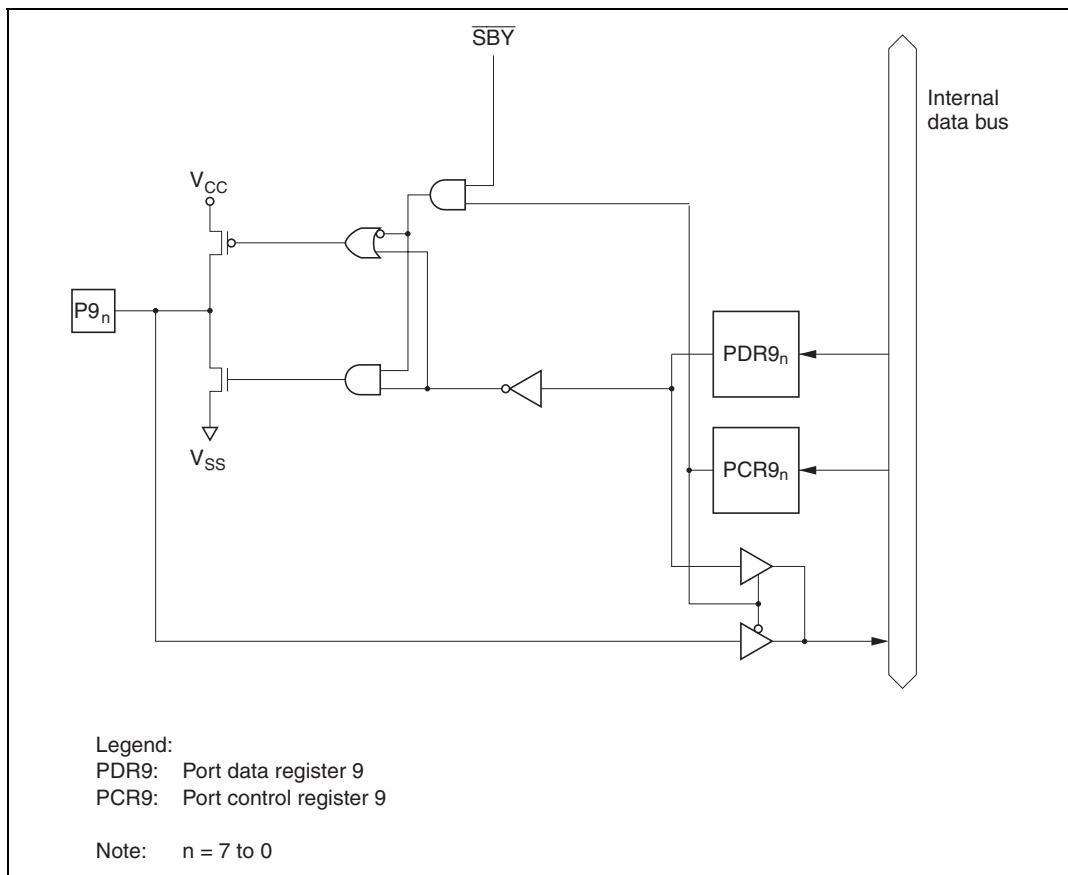 S̅B̅Y̅
Internal
data bus
VCC
P9n
PDR9n
PCR9n
VSS
Legend:
PDR9: Port data register 9
PCR9: Port control register 9
Note: n = 7 to 0